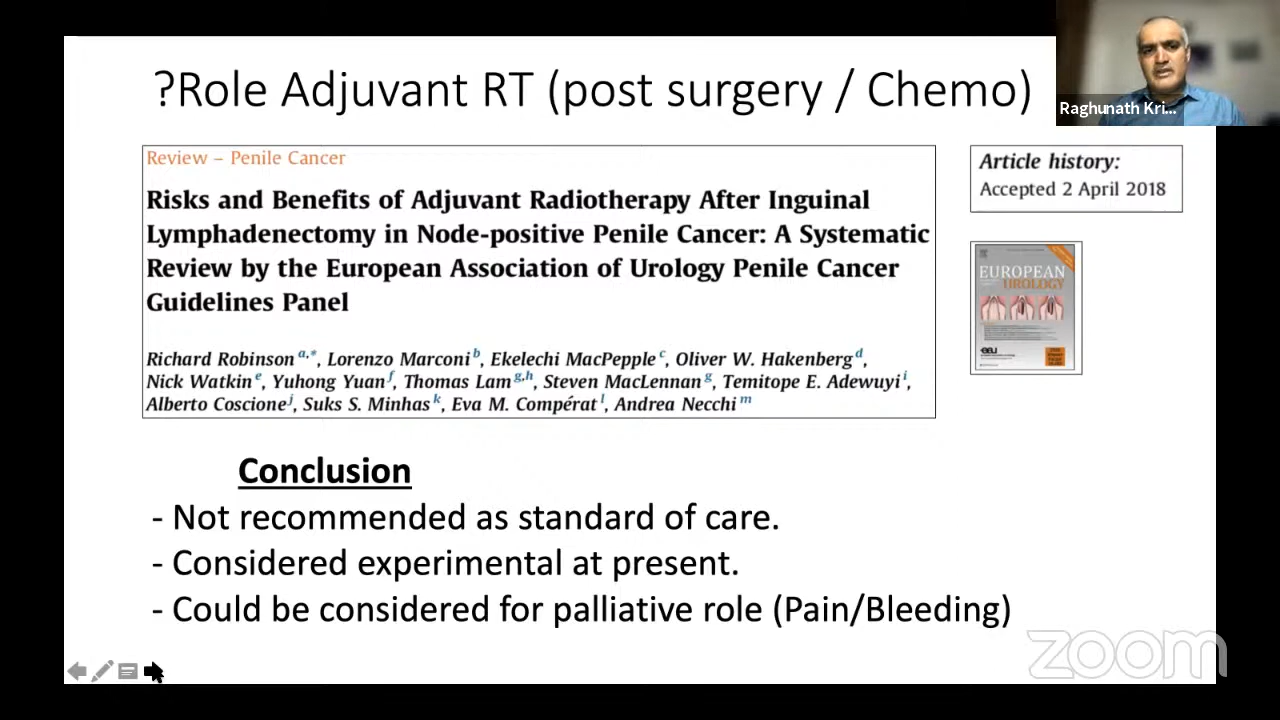 ?Role Adjuvant RT (post surgery / Chemo)
Raghunath Kri...
Review – Penile Cancer
Risks and Benefits of Adjuvant Radiotherapy After Inguinal
Lymphadenectomy in Node-positive Penile Cancer: A Systematic
Review by the European Association of Urology Penile Cancer
Guidelines Panel
Richard Robinson a,*, Lorenzo Marconi b, Ekelechi MacPepple c, Oliver W. Hakenberg d,
Nick Watkin e, Yuhong Yuan f, Thomas Lam g,h, Steven MacLennan g, Temitope E. Adewuyi i,
Alberto Coscione j, Suks S. Minhas k, Eva M. Compérat l, Andrea Necchi m
Article history:
Accepted 2 April 2018
EUROPEAN
UROLOGY
eau
Conclusion
- Not recommended as standard of care.
- Considered experimental at present.
- Could be considered for palliative role (Pain/Bleeding)
zoom